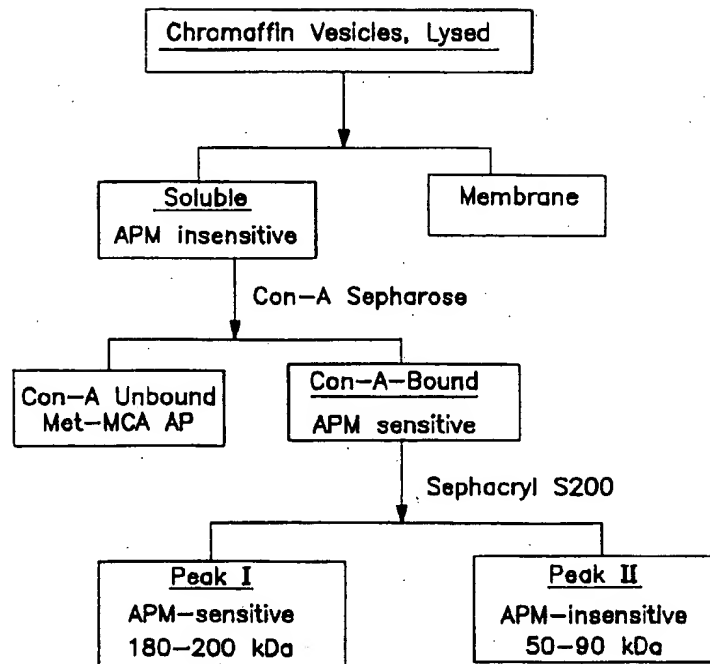 Chromaffin Vesicles, Lysed
Soluble
APM insensitive
Membrane
Con-A Sepharose
Con-A Unbound
Met-MCA AP
Con-A-Bound
APM sensitive
Sephacryl S200
Peak I
APM-sensitive
180-200 kDa
Peak II
APM-insensitive
50-90 kDa